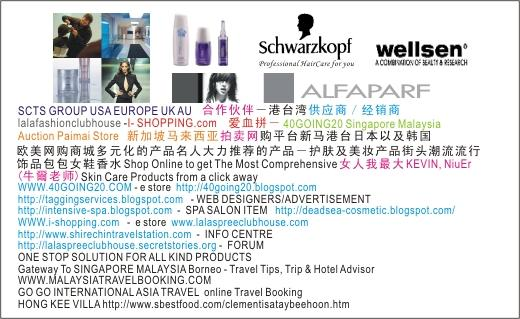 Schwarzkopf
Professional HairCare for you
wellsen®
A COMBINATION OF BEAUTY & RESEARCH
ALFAPARF
SCTS GROUP USA EUROPE UK AU 合作伙伴－港台湾供应商 / 经销商
lalafashionclubhouse -I- SHOPPING.com 爱血拼－ 40GOING20 Singapore Malaysia
Auction Paimai Store 新加坡马来西亚拍卖网购平台新马港台日本以及韩国
欧美网购商城多元化的产品名人大力推荐的产品－护肤及美妆产品街头潮流流行
饰品包包女鞋香水 Shop Online to get The Most Comprehensive 女人我最大 KEVIN, NiuEr
(牛爾老师) Skin Care Products from a click away
WWW.40GOING20.COM - e store http://40going20.blogspot.com
http://taggingservices.blogspot.com - WEB DESIGNERS/ADVERTISEMENT
http://intensive-spa.blogspot.com - SPA SALON ITEM http://deadsea-cosmetic.blogspot.com/
WWW.i-shopping.com - e store www.lalaspreeclubhouse.com
http://www.shirechintravelstation.com - INFO CENTRE
http://lalaspreeclubhouse.secretstories.org - FORUM
ONE STOP SOLUTION FOR ALL KIND PRODUCTS
Gateway To SINGAPORE MALAYSIA Borneo - Travel Tips, Trip & Hotel Advisor
WWW.MALAYSIATRAVELBOOKING.COM
GO GO INTERNATIONAL ASIA TRAVEL online Travel Booking
HONG KEE VILLA http://www.sbestfood.com/clementisatayBeehoon.htm